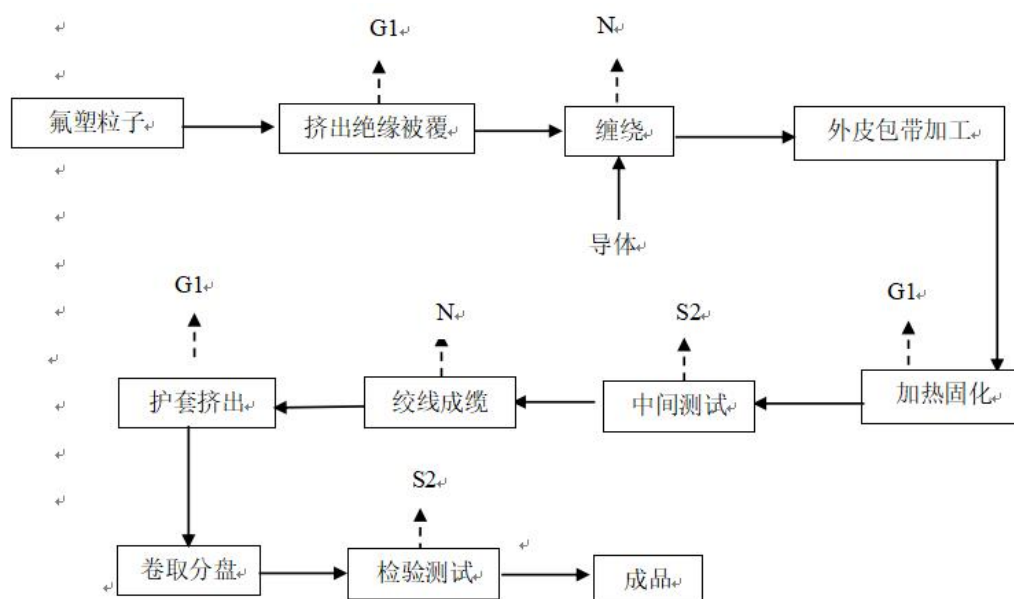 G1
N
氟塑粒子
挤出绝缘被覆
缠绕
外皮包带加工
导体
G1
N
S2
G1
护套挤出
绞线成缆
中间测试
加热固化
S2
卷取分盘
检验测试
成品